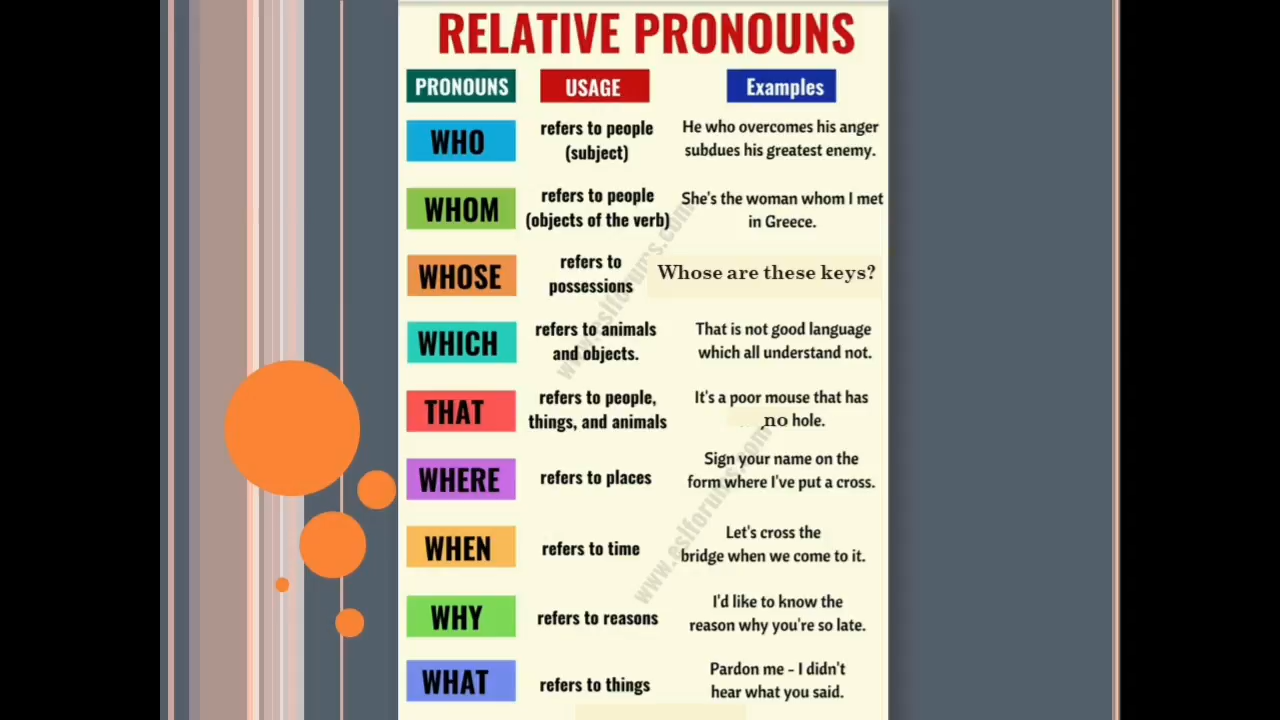 RELATIVE PRONOUNS
PRONOUNS USAGE Examples
WHO
refers to people
(subject)
He who overcomes his anger
subdues his greatest enemy.
WHOM
refers to people
(objects of the verb)
She's the woman whom I met
in Greece.
WHOSE
refers to
possessions
Whose are these keys?
WHICH
refers to animals
and objects.
That is not good language
which all understand not.
THAT
refers to people,
things, and animals
It's a poor mouse that has
no hole.
WHERE
refers to places
Sign your name on the
form where I've put a cross.
WHEN
refers to time
Let's cross the
bridge when we come to it.
WHY
refers to reasons
I'd like to know the
reason why you're so late.
WHAT
refers to things
Pardon me - I didn't
hear what you said.
www.eslforums.com
www.eslforums.com